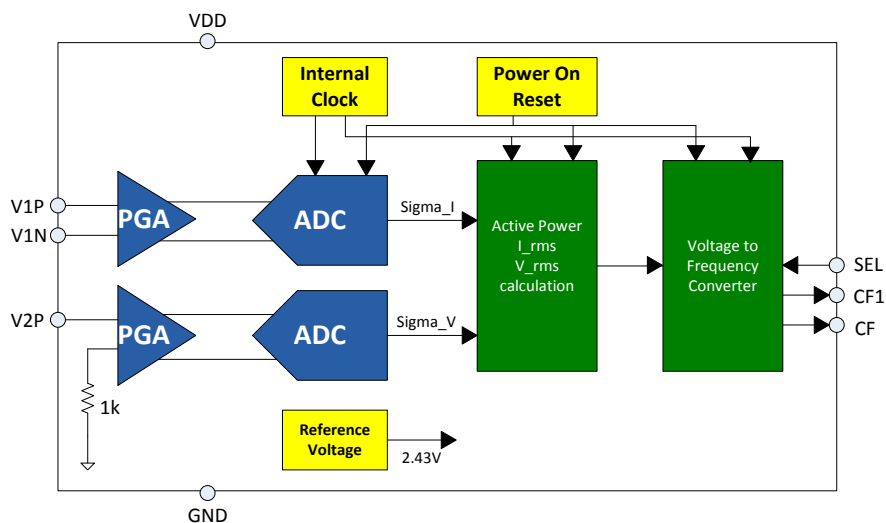 VDD
Internal
Clock
Power On
Reset
V1P
V1N
PGA
ADC
Sigma_I
Active Power
I_rms
V_rms
calculation
Voltage to
Frequency
Converter
SEL
CF1
CF
V2P
PGA
ADC
Sigma_V
1k
Reference
Voltage
2.43V
GND